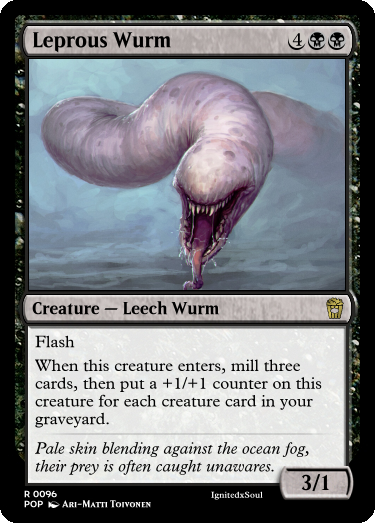 Leprous Wurm 4
Creature — Leech Wurm
Flash
When this creature enters, mill three
cards, then put a +1/+1 counter on this
creature for each creature card in your
graveyard.
Pale skin blending against the ocean fog,
their prey is often caught unawares.
3/1
R 0096
POP Ari-Matti Toivonen
IgnitedxSoul